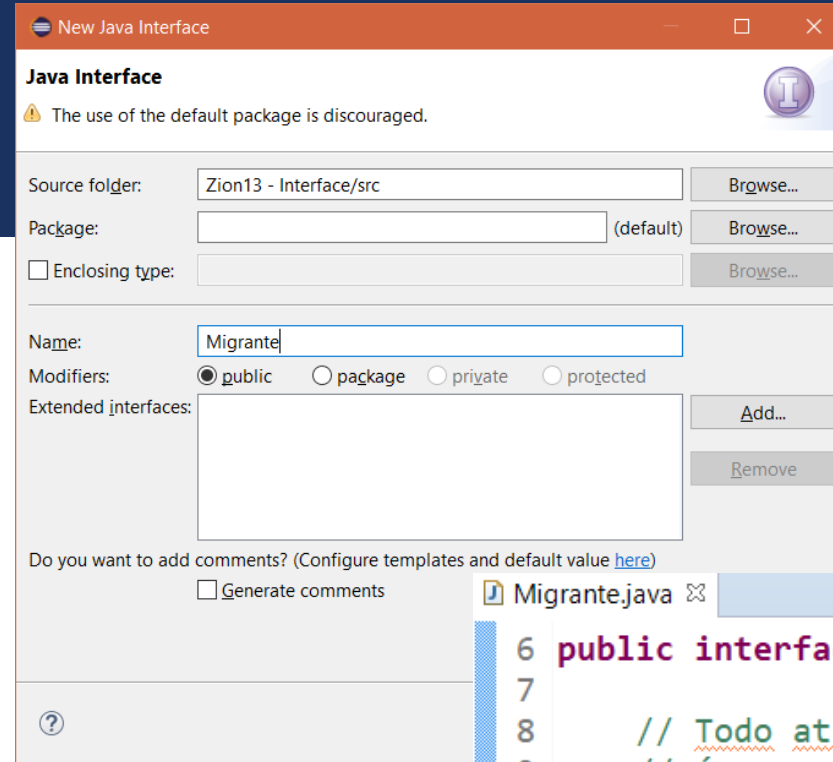 New Java Interface
Java Interface
The use of the default package is discouraged.
Source folder: Zion13 - Interface/src Browse...
Package: (default) Browse...
Enclosing type: Browse...
Name: Migrante
Modifiers: public package private protected
Extended interfaces: Add...
Remove
Do you want to add comments? (Configure templates and default value here)
Generate comments
Migrante.java
6 public interfa
7
8 // Todo at